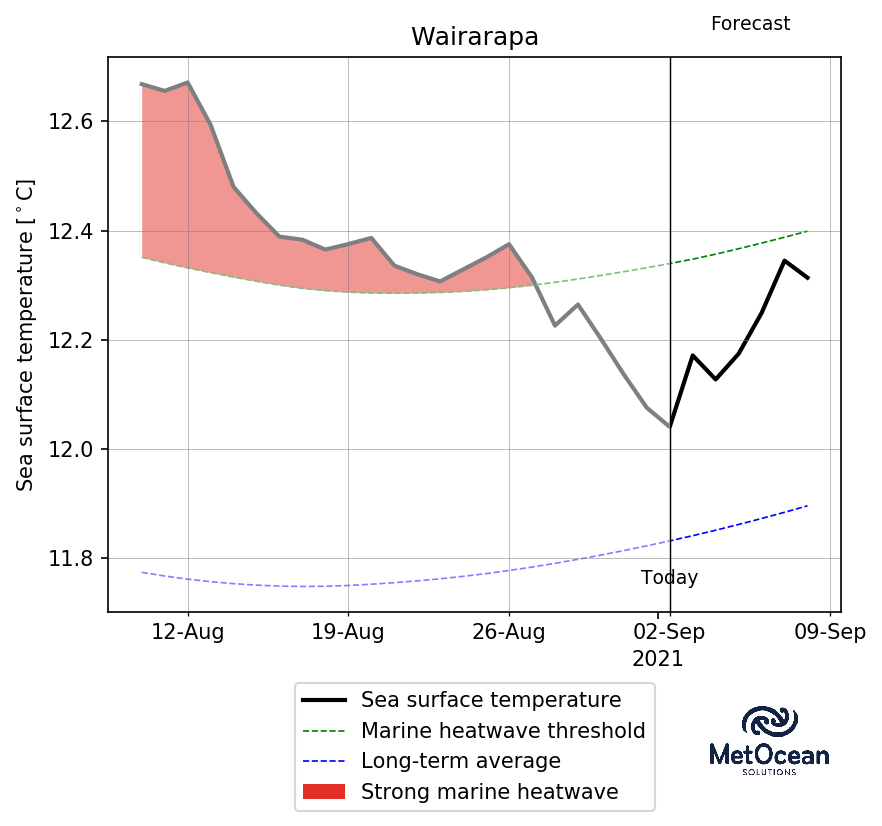 Forecast
Wairarapa
Sea surface temperature [°C]
12.6
12.4
12.2
12.0
11.8
Today
12-Aug 19-Aug 26-Aug 02-Sep 09-Sep
2021
Sea surface temperature
Marine heatwave threshold
Long-term average
Strong marine heatwave
MetOcean
SOLUTIONS